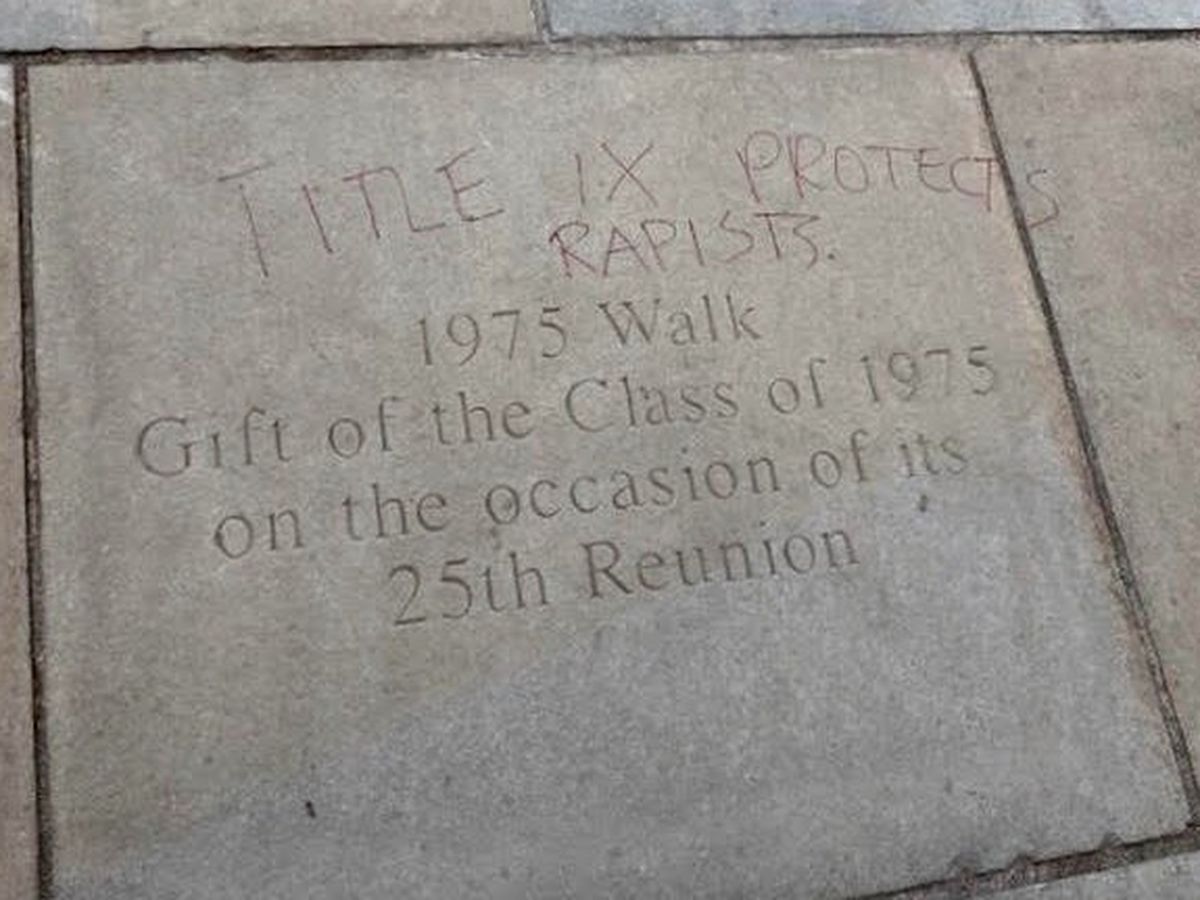 TITLE IX PROTECTS
RAPISTS.
1975 Walk
Gift of the Class of 1975
on the occasion of its
25th Reunion